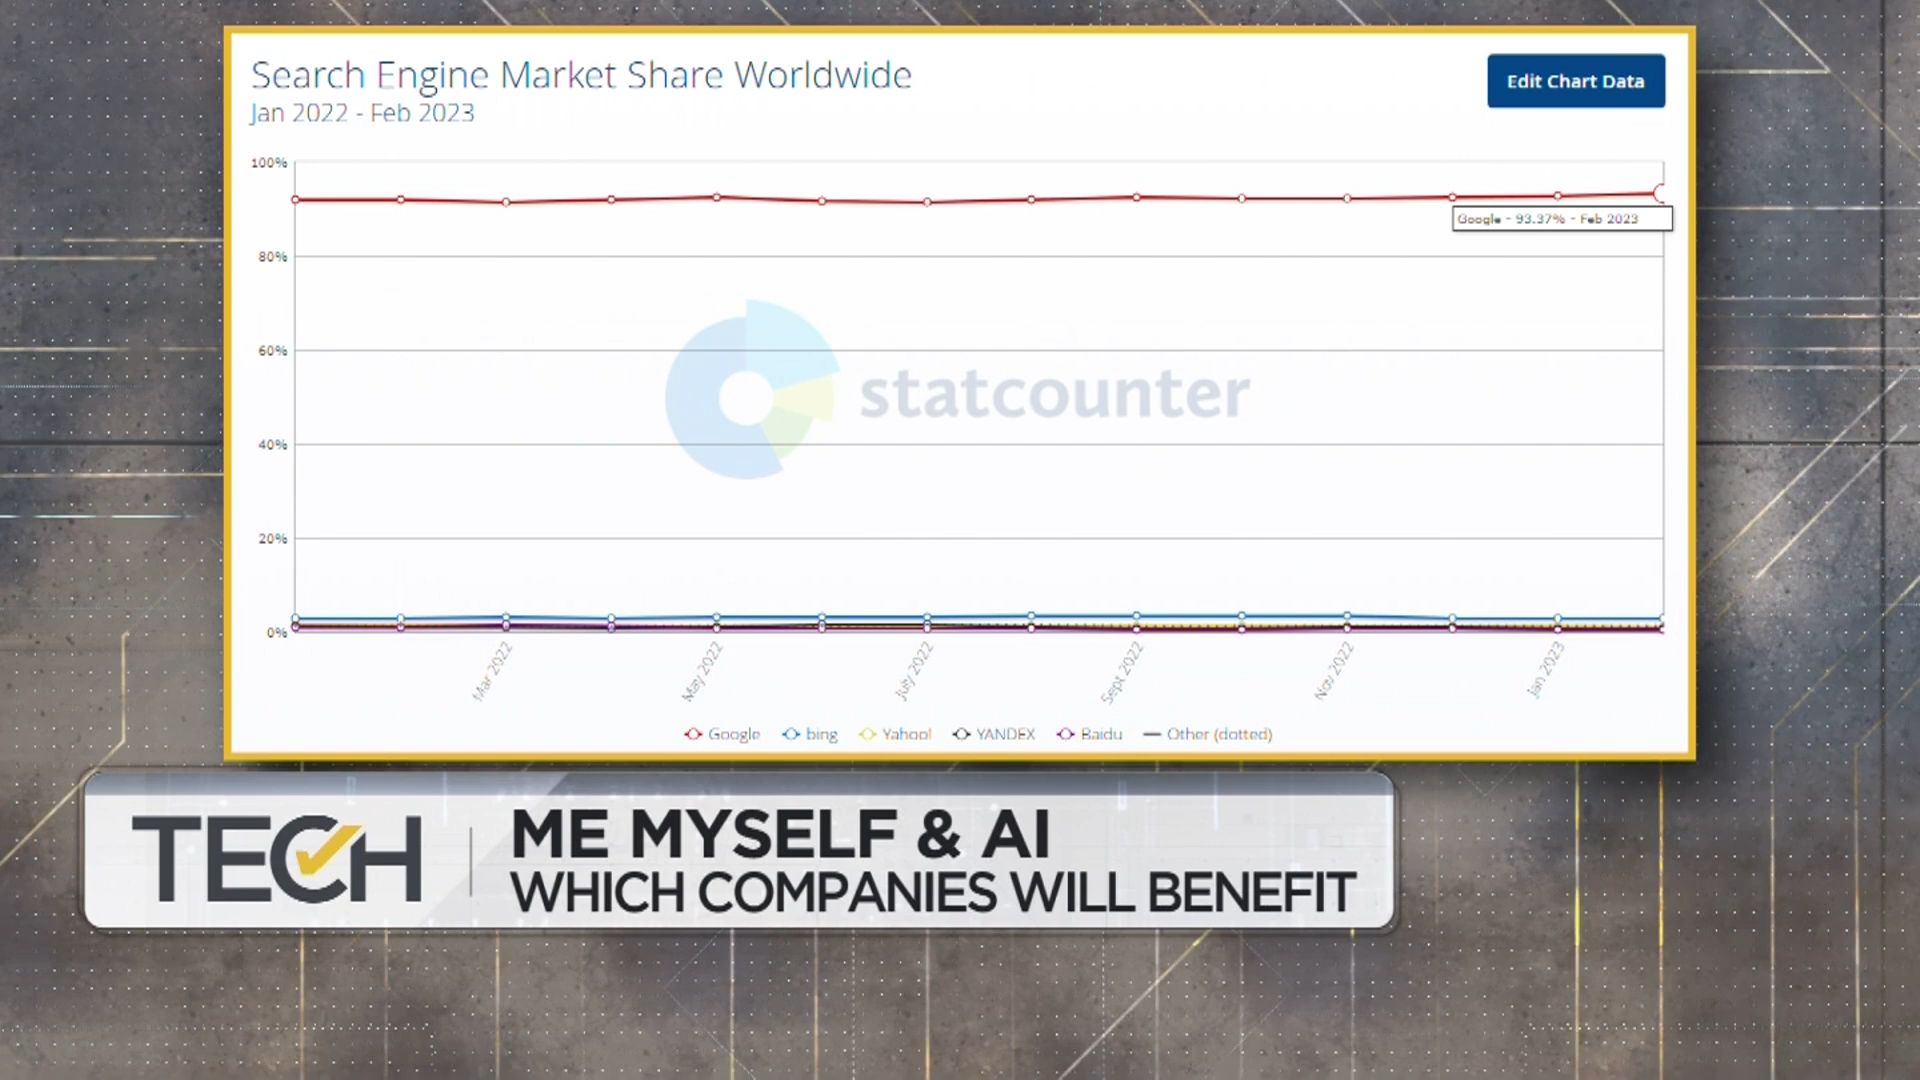 Search Engine Market Share Worldwide
Jan 2022 - Feb 2023
Edit Chart Data
100%
Google - 93.37% - Feb 2023
80%
60%
statcounter
40%
20%
0%
Mar 2022
May 2022
July 2022
Sept 2022
Nov 2022
Jan 2023
Google bing Yahoo! YANDEX Baidu Other (dotted)
TECH
ME MYSELF & AI
WHICH COMPANIES WILL BENEFIT